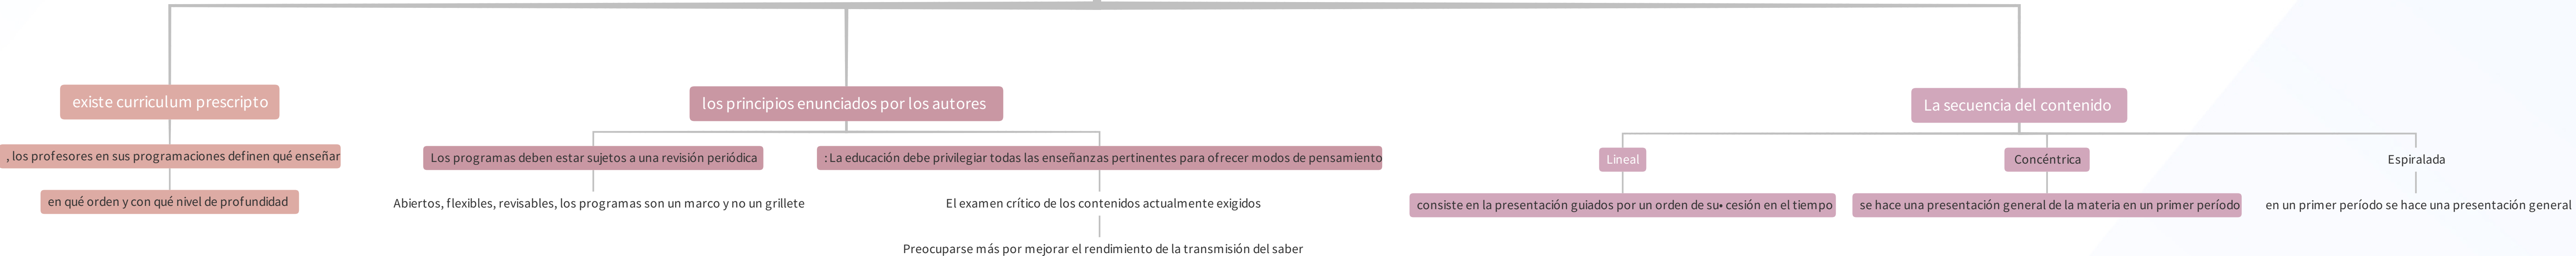 existe curriculum prescripto
, los profesores en sus programaciones definen qué enseñar
en qué orden y con qué nivel de profundidad
los principios enunciados por los autores
Los programas deben estar sujetos a una revisión periódica
Abiertos, flexibles, revisables, los programas son un marco y no un grillete
: La educación debe privilegiar todas las enseñanzas pertinentes para ofrecer modos de pensamiento
El examen crítico de los contenidos actualmente exigidos
Preocuparse más por mejorar el rendimiento de la transmisión del saber
La secuencia del contenido
Lineal
consiste en la presentación guiados por un orden de su• cesión en el tiempo
Concéntrica
se hace una presentación general de la materia en un primer período
Espiralada
en un primer período se hace una presentación general